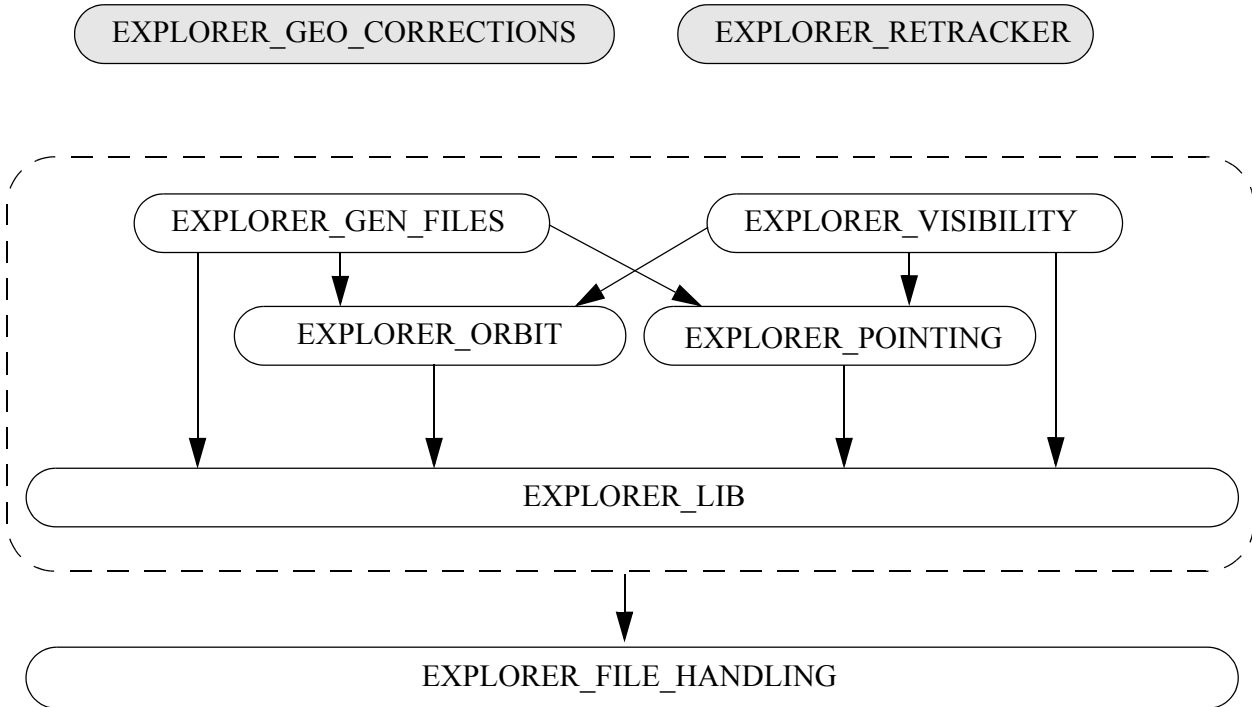 EXPLORER_GEO_CORRECTIONS
EXPLORER_RETRACKER
EXPLORER_GEN_FILES
EXPLORER_VISIBILITY
EXPLORER_ORBIT
EXPLORER_POINTING
EXPLORER_LIB
EXPLORER_FILE_HANDLING